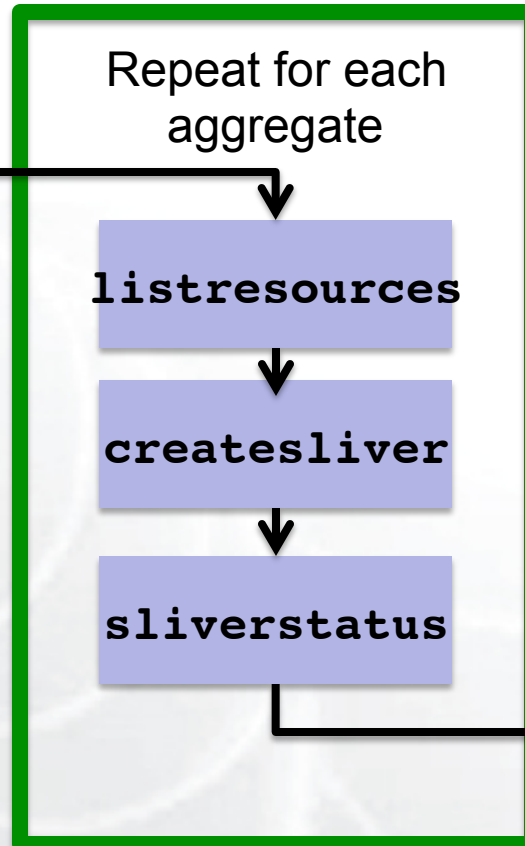 Repeat for each
aggregate
listresources
createsliver
sliverstatus